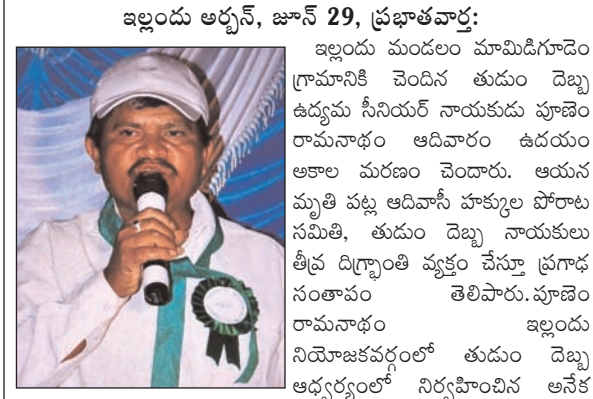 ఇల్లందు అర్బన్, జూన్ 29, ప్రభాతవార్త:
ఇల్లందు మండలం మామిడిగూడెం
గ్రామానికి చెందిన తుడుం దెబ్బ
ఉద్యమ సీనియర్ నాయకుడు పూణెం
రామనాథం ఆదివారం ఉదయం
అకాల మరణం చెందారు. ఆయన
మృతి పట్ల ఆదివాసీ హక్కుల పోరాట
సమితి, తుడుం దెబ్బ నాయకులు
తీవ్ర దిగ్భ్రాంతి వ్యక్తం చేస్తూ ప్రగాఢ
సంతాపం తెలిపారు.పూణెం
రామనాథం ఇల్లందు
నియోజకవర్గంలో తుడుం దెబ్బ
ఆధ్వర్యంలో నిర్వహించిన అనేక